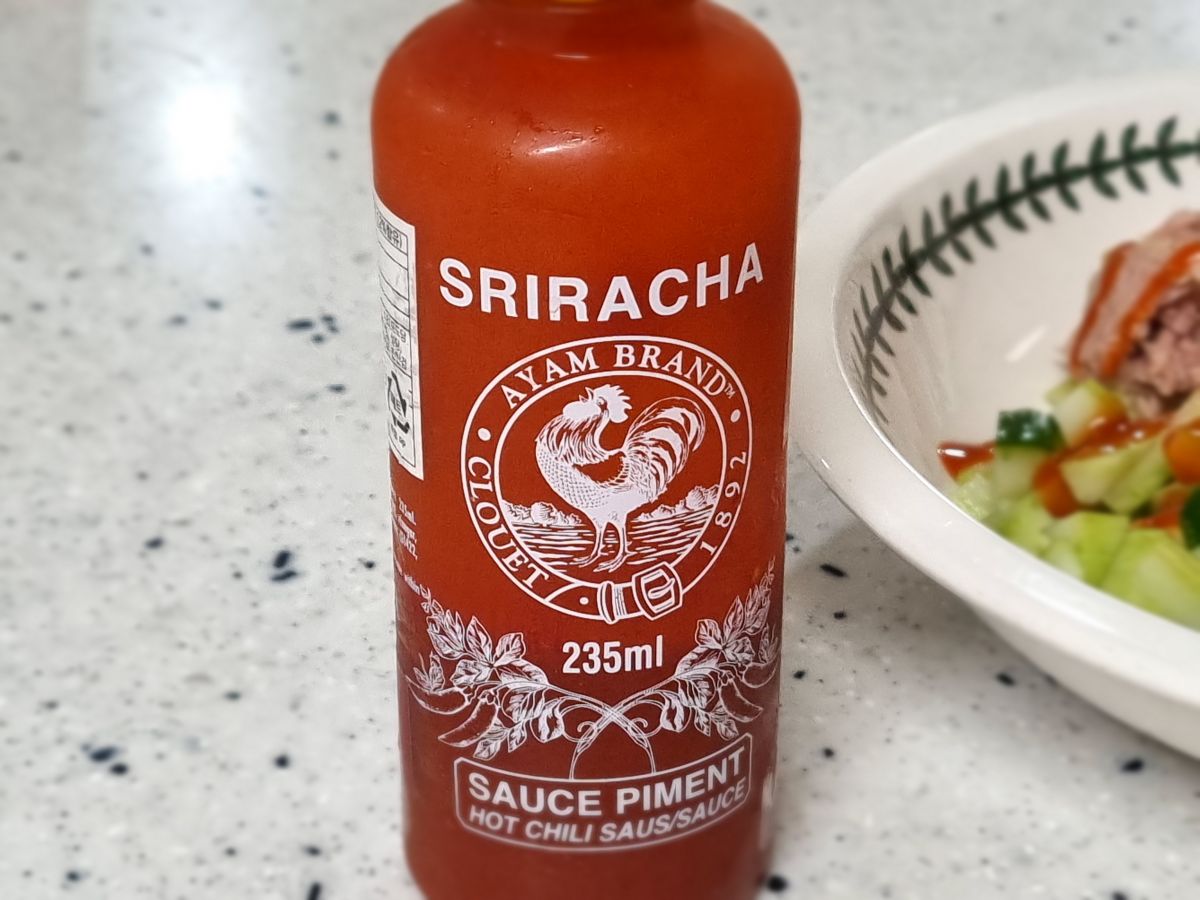 SRIRACHA
AYAM BRAND™
CLOUET
1892
235ml
SAUCE PIMENT
HOT CHILI SAUS/SAUCE